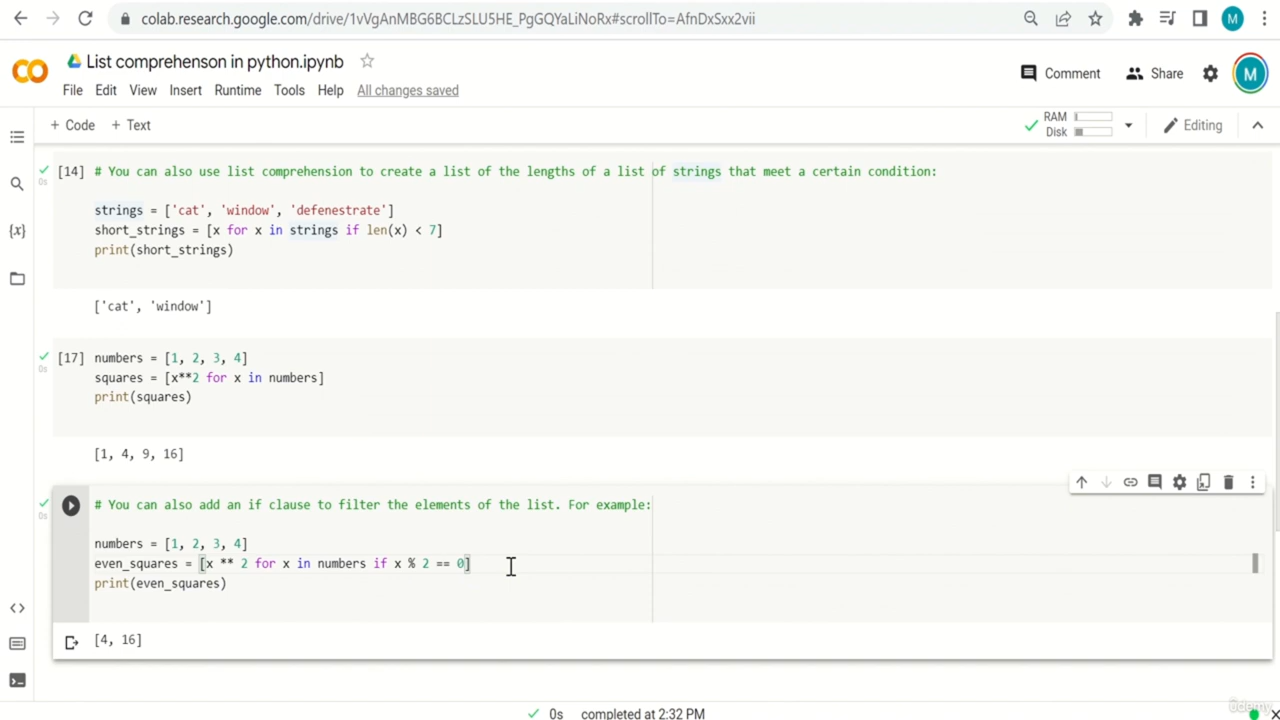 colab.research.google.com/drive/1vVgAnMBG6BCLzSLU5HE_PgGQYaLiNoRx#scrollTo=AfnDxSxx2vii
M
CO
List comprehenson in python.ipynb
Comment
Share
M
File Edit View Insert Runtime Tools Help All changes saved
+ Code + Text
RAM
Disk
Editing
[14] # You can also use list comprehension to create a list of the lengths of a list of strings that meet a certain condition:
0s
strings = ['cat', 'window', 'defenestrate']
{x}
short_strings = [x for x in strings if len(x) < 7]
print(short_strings)
['cat', 'window']
[17] numbers = [1, 2, 3, 4]
0s
squares = [x**2 for x in numbers]
print(squares)
[1, 4, 9, 16]
# You can also add an if clause to filter the elements of the list. For example:
0s
numbers = [1, 2, 3, 4]
even_squares = [x ** 2 for x in numbers if x % 2 == 0]
print(even_squares)
[4, 16]
0s completed at 2:32 PM
ûdemy